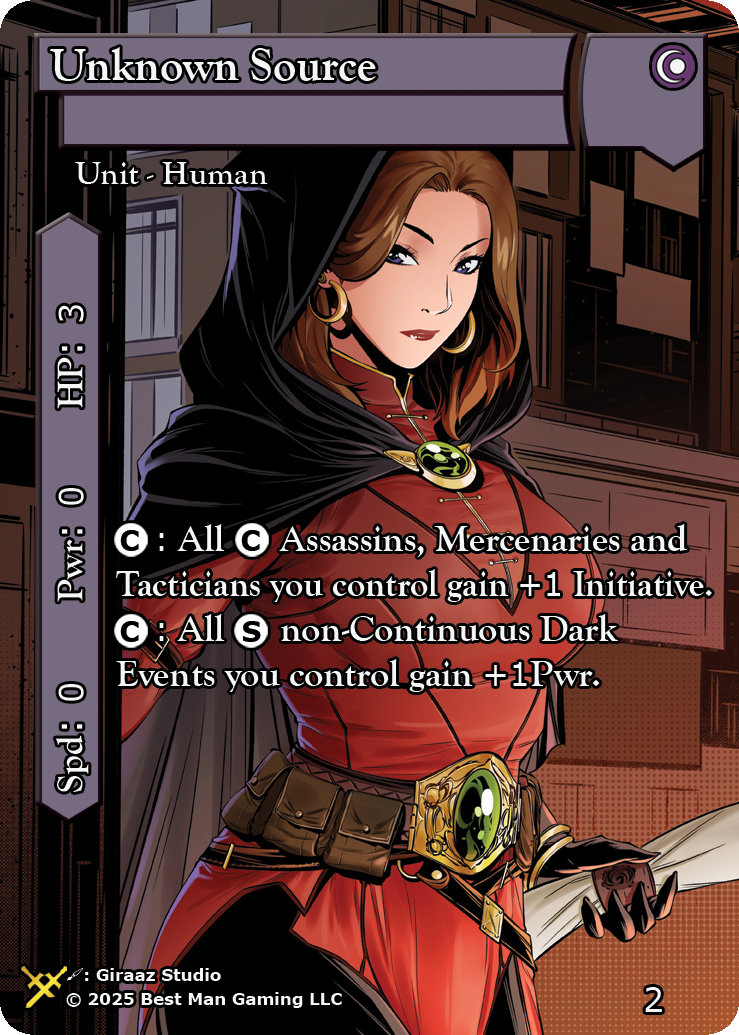 Unknown Source
Unit - Human
HP: 3
Pwr: 0
Spd: 0
C : All C Assassins, Mercenaries and
Tacticians you control gain +1 Initiative.
C : All S non-Continuous Dark
Events you control gain +1Pwr.
: Giraaz Studio
© 2025 Best Man Gaming LLC
2